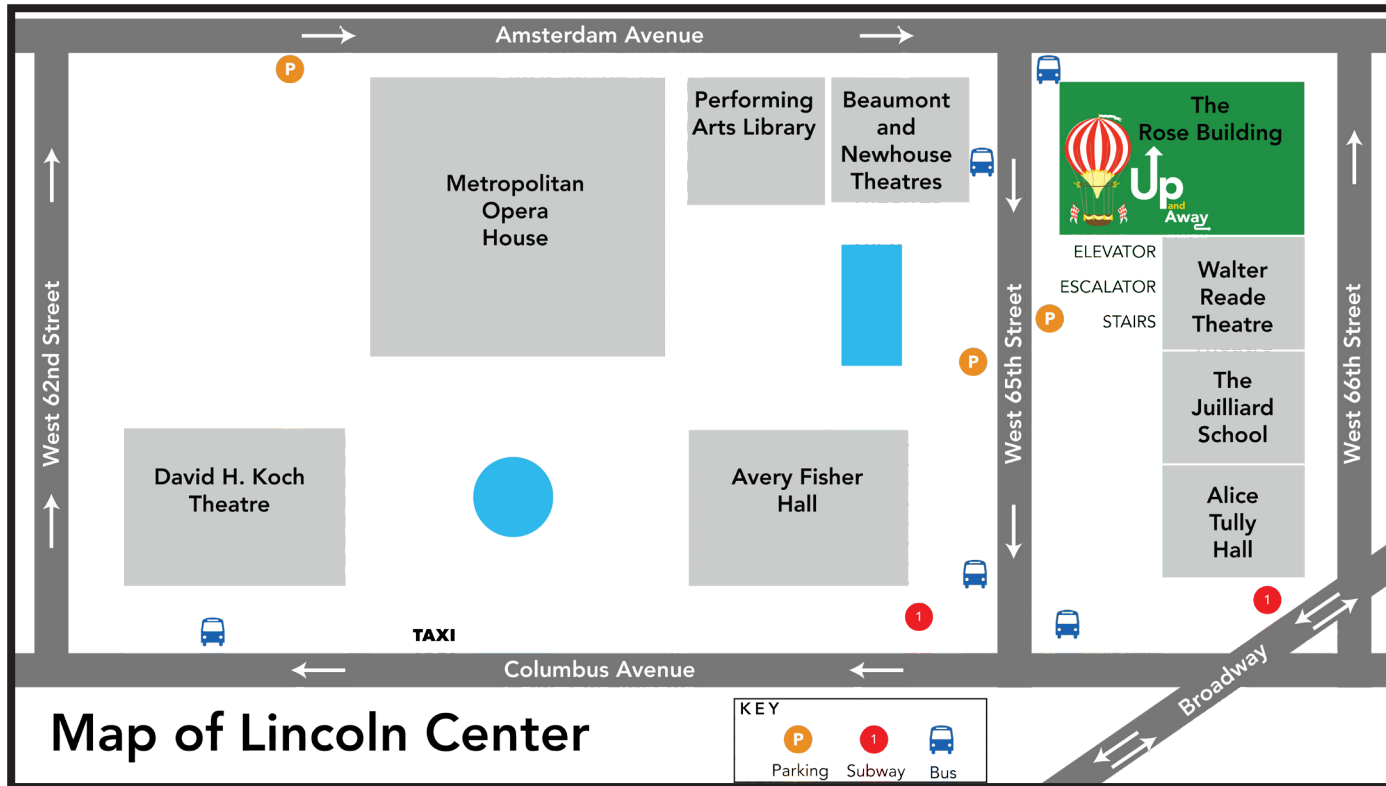 Amsterdam Avenue
P
Metropolitan
Opera
House
Performing
Arts Library
Beaumont
and
Newhouse
Theatres
The
Rose Building
Up
and
Away
ELEVATOR
ESCALATOR
STAIRS
Walter
Reade
Theatre
P
P
West 62nd Street
West 65th Street
West 66th Street
The
Juilliard
School
David H. Koch
Theatre
Avery Fisher
Hall
Alice
Tully
Hall
1
1
TAXI
Columbus Avenue
Broadway
Map of Lincoln Center
KEY
P
1
Parking
Subway
Bus